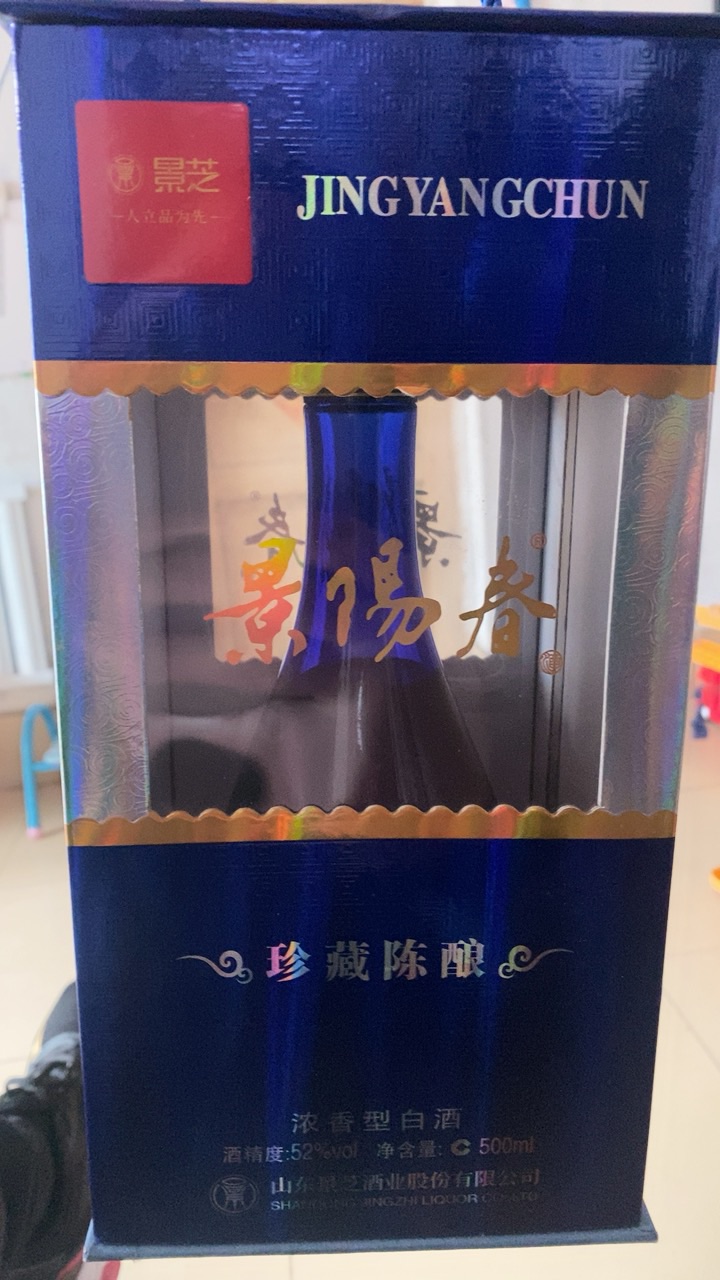 景芝
人立品为先
JINGYANGCHUN
景陽春
珍藏陈酿
浓香型白酒
酒精度:52%vol 净含量: C 500ml
山东景芝酒业股份有限公司
SHANDONG JINGZHI LIQUOR CO.,LTD